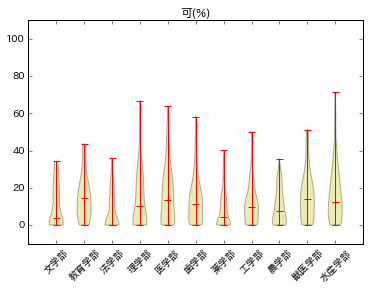 可(%)
100
80
60
40
20
0
文学部
教育学部
法学部
理学部
医学部
歯学部
薬学部
工学部
農学部
獣医学部
水産学部